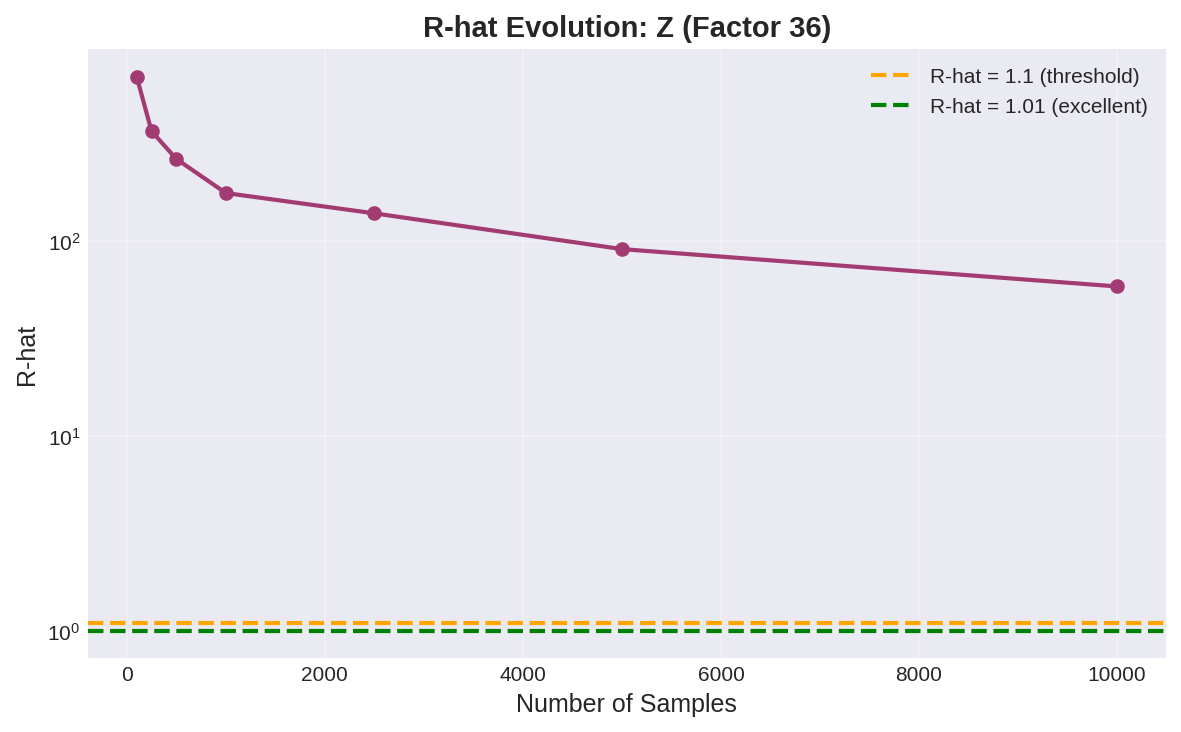 R-hat Evolution: Z (Factor 36)
R-hat = 1.1 (threshold)
R-hat = 1.01 (excellent)
10²
10¹
10⁰
R-hat
0 2000 4000 6000 8000 10000
Number of Samples